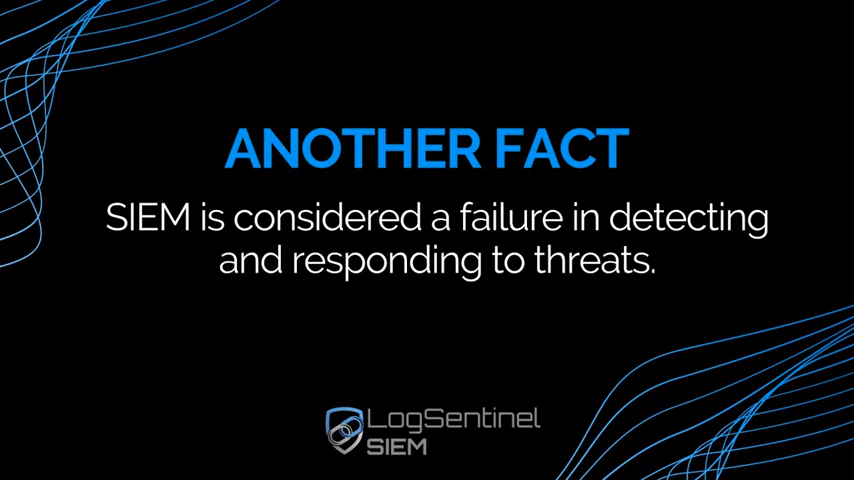 ANOTHER FACT
SIEM is considered a failure in detecting
and responding to threats.
LogSentinel
SIEM